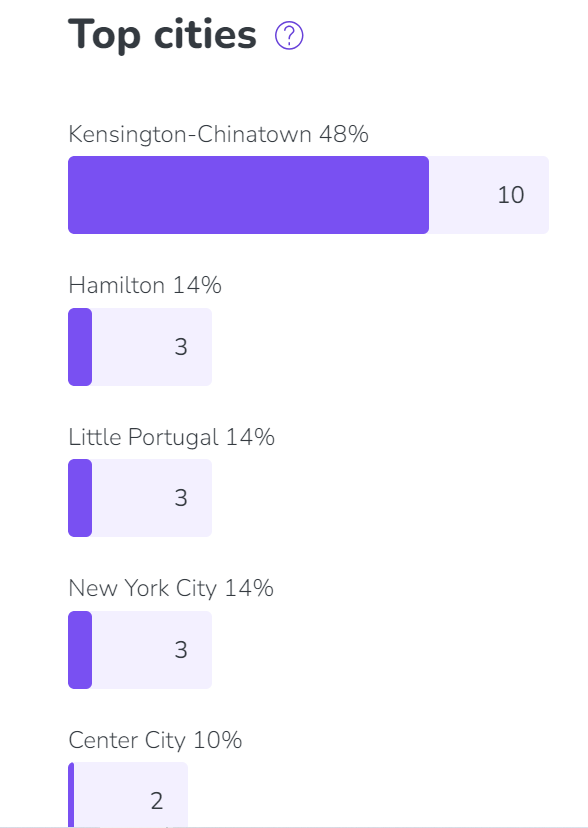 Top cities ?
Kensington-Chinatown 48%
10
Hamilton 14%
3
Little Portugal 14%
3
New York City 14%
3
Center City 10%
2